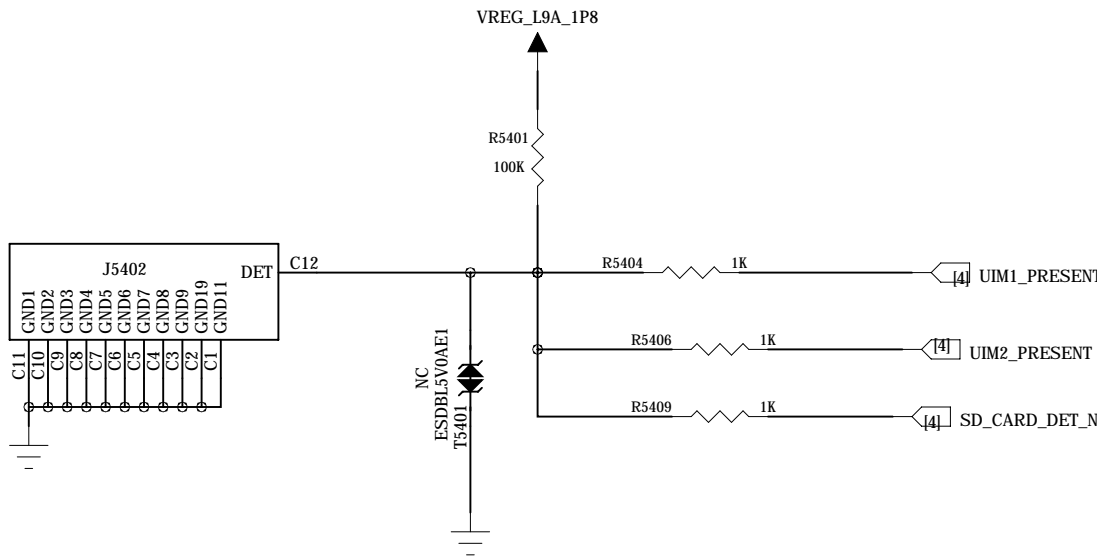 VREG_L9A_1P8
R5401
100K
J5402
DET
C12
GND1
GND2
GND3
GND4
GND5
GND6
GND7
GND8
GND9
GND19
GND11
C11
C10
C9
C8
C7
C6
C5
C4
C3
C2
C1
NC
ESDBL5V0AE1
T5401
R5404
1K
[4]
UIM1_PRESENT
R5406
1K
[4]
UIM2_PRESENT
R5409
1K
[4]
SD_CARD_DET_N